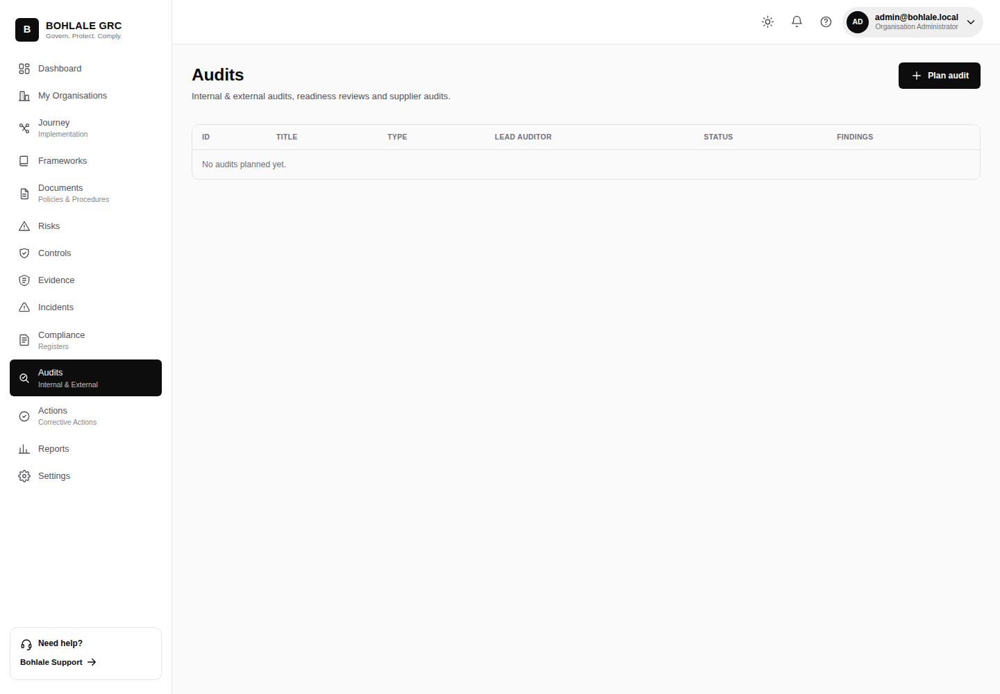 B
BOHLALE GRC
Govern. Protect. Comply.
Dashboard
My Organisations
Journey
Implementation
Frameworks
Documents
Policies & Procedures
Risks
Controls
Evidence
Incidents
Compliance
Registers
Audits
Internal & External
Actions
Corrective Actions
Reports
Settings
Need help?
Bohlale Support
AD
admin@bohlale.local
Organisation Administrator
Audits
Internal & external audits, readiness reviews and supplier audits.
Plan audit
ID TITLE TYPE LEAD AUDITOR STATUS FINDINGS
No audits planned yet.